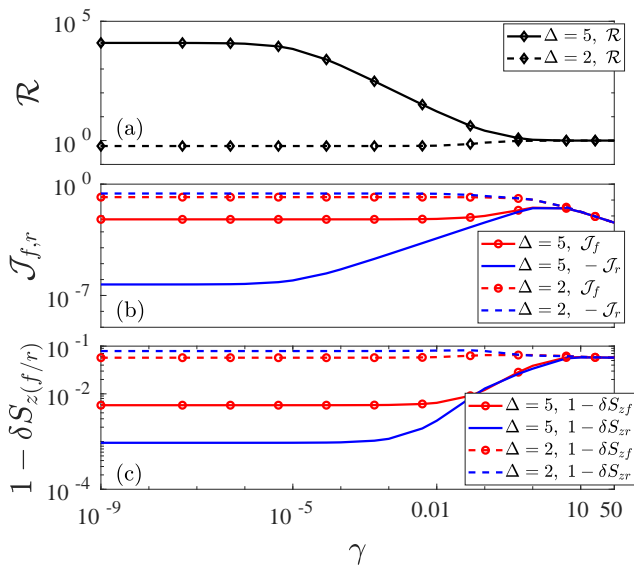 10^5
10^0
ℛ
(a)
Δ = 5, ℛ
Δ = 2, ℛ
10^0
10^-7
𝒥_{f,r}
(b)
Δ = 5, 𝒥_f
Δ = 5, −𝒥_r
Δ = 2, 𝒥_f
Δ = 2, −𝒥_r
10^-1
10^-2
10^-4
1 − δS_{z(f/r)}
(c)
Δ = 5, 1 − δS_{zf}
Δ = 5, 1 − δS_{zr}
Δ = 2, 1 − δS_{zf}
Δ = 2, 1 − δS_{zr}
10^-9 10^-5 0.01 10 50
γ